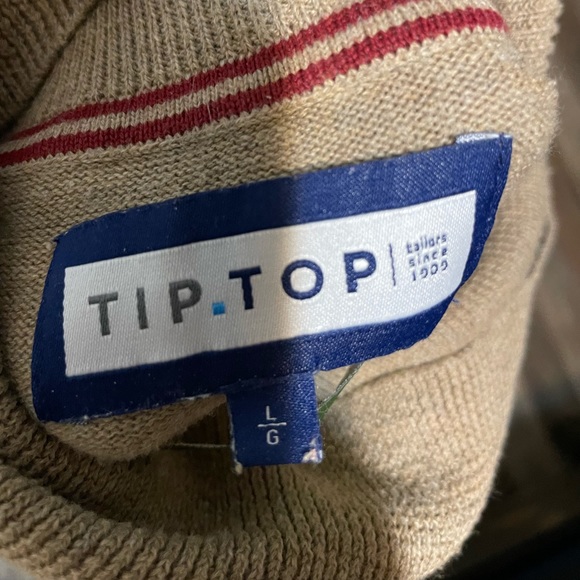 TIP.TOP
tailors
since
1909
L
G